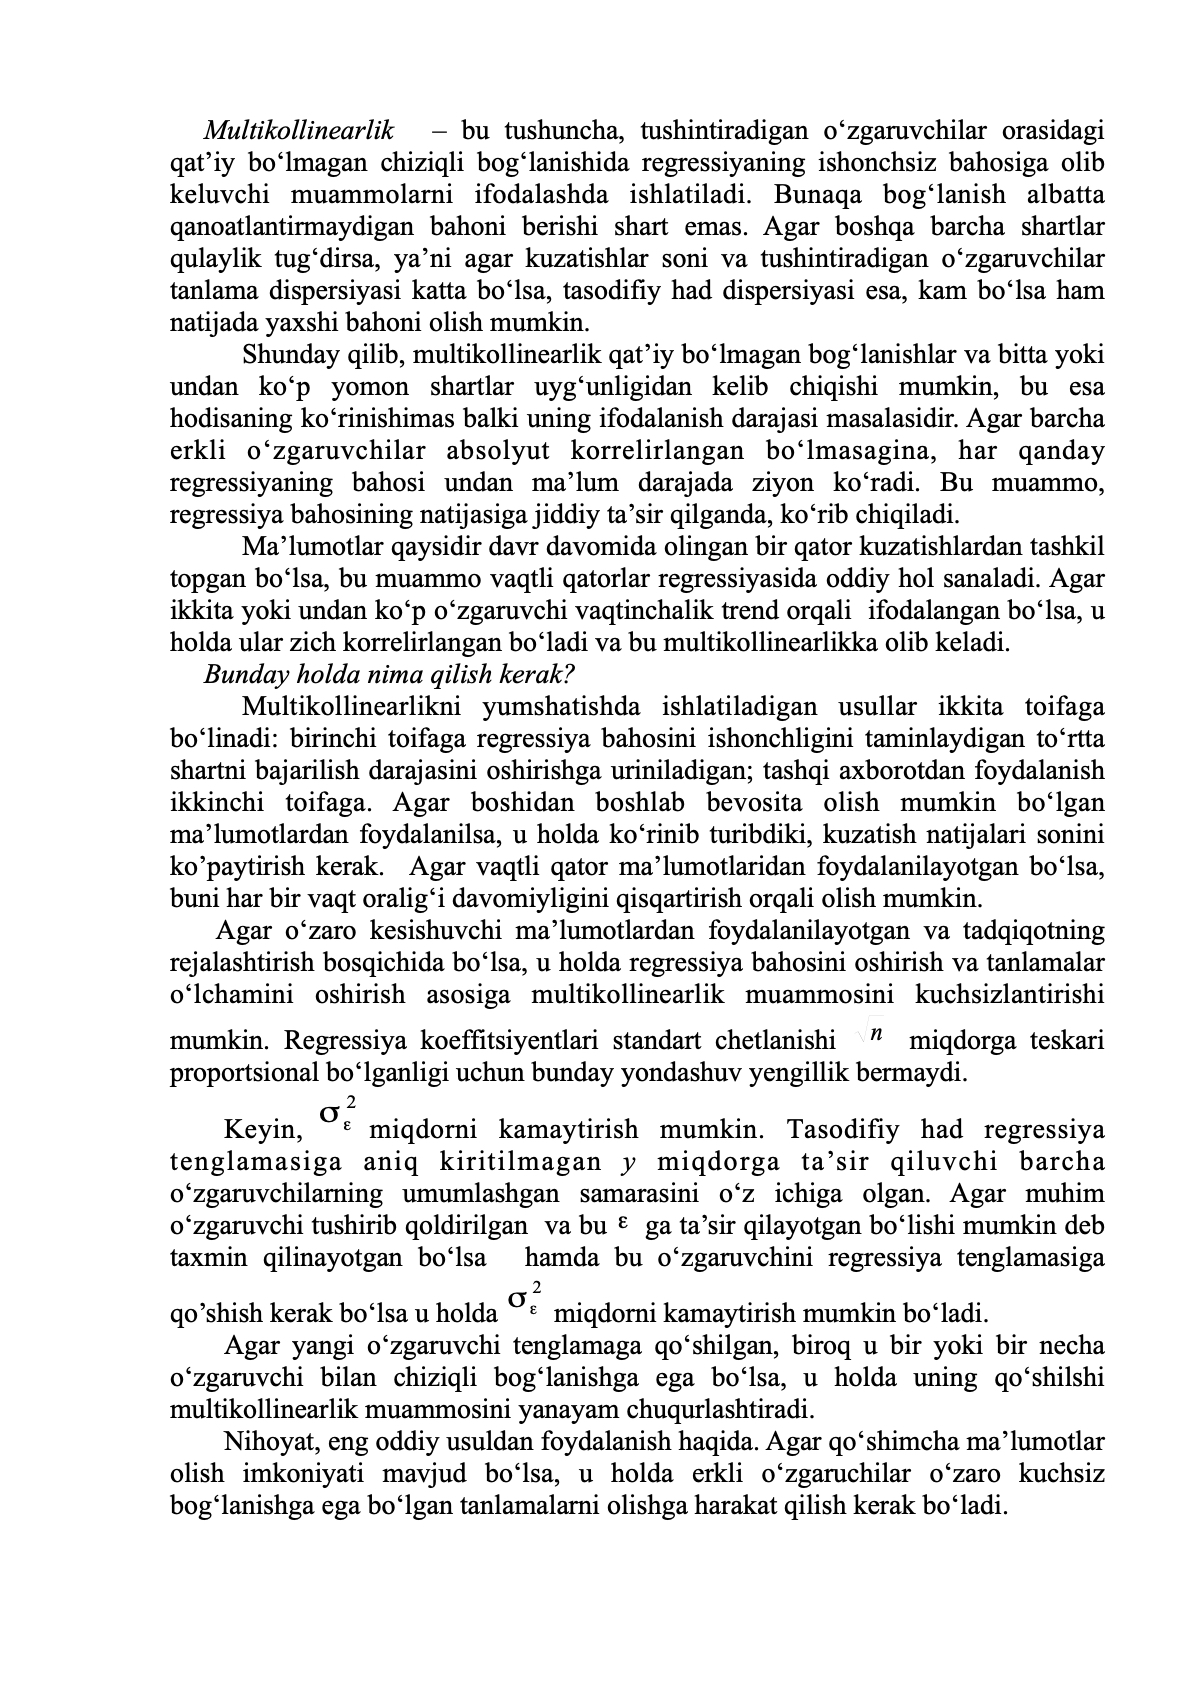 Multikollinearlik – bu tushuncha, tushintiradigan o‘zgaruvchilar orasidagi
qat’iy bo‘lmagan chiziqli bog‘lanishida regressiyaning ishonchsiz bahosiga olib
keluvchi muammolarni ifodalashda ishlatiladi. Bunaqa bog‘lanish albatta
qanoatlantirmaydigan bahoni berishi shart emas. Agar boshqa barcha shartlar
qulaylik tug‘dirsa, ya’ni agar kuzatishlar soni va tushintiradigan o‘zgaruvchilar
tanlama dispersiyasi katta bo‘lsa, tasodifiy had dispersiyasi esa, kam bo‘lsa ham
natijada yaxshi bahoni olish mumkin.
Shunday qilib, multikollinearlik qat’iy bo‘lmagan bog‘lanishlar va bitta yoki
undan ko‘p yomon shartlar uyg‘unligidan kelib chiqishi mumkin, bu esa
hodisaning ko‘rinishimas balki uning ifodalanish darajasi masalasidir. Agar barcha
erkli o‘zgaruvchilar absolyut korrelirlangan bo‘lmasagina, har qanday
regressiyaning bahosi undan ma’lum darajada ziyon ko‘radi. Bu muammo,
regressiya bahosining natijasiga jiddiy ta’sir qilganda, ko‘rib chiqiladi.
Ma’lumotlar qaysidir davr davomida olingan bir qator kuzatishlardan tashkil
topgan bo‘lsa, bu muammo vaqtli qatorlar regressiyasida oddiy hol sanaladi. Agar
ikkita yoki undan ko‘p o‘zgaruvchi vaqtinchalik trend orqali ifodalangan bo‘lsa, u
holda ular zich korrelirlangan bo‘ladi va bu multikollinearlikka olib keladi.
Bunday holda nima qilish kerak?
Multikollinearlikni yumshatishda ishlatiladigan usullar ikkita toifaga
bo‘linadi: birinchi toifaga regressiya bahosini ishonchligini taminlaydigan to‘rtta
shartni bajarilish darajasini oshirishga uriniladigan; tashqi axborotdan foydalanish
ikkinchi toifaga. Agar boshidan boshlab bevosita olish mumkin bo‘lgan
ma’lumotlardan foydalanilsa, u holda ko‘rinib turibdiki, kuzatish natijalari sonini
ko’paytirish kerak. Agar vaqtli qator ma’lumotlaridan foydalanilayotgan bo‘lsa,
buni har bir vaqt oralig‘i davomiyligini qisqartirish orqali olish mumkin.
Agar o‘zaro kesishuvchi ma’lumotlardan foydalanilayotgan va tadqiqotning
rejalashtirish bosqichida bo‘lsa, u holda regressiya bahosini oshirish va tanlamalar
o‘lchamini oshirish asosiga multikollinearlik muammosini kuchsizlantirishi
mumkin. Regressiya koeffitsiyentlari standart chetlanishi √n miqdorga teskari
proportsional bo‘lganligi uchun bunday yondashuv yengillik bermaydi.
Keyin, σ²ε miqdorni kamaytirish mumkin. Tasodifiy had regressiya
tenglamasiga aniq kiritilmagan y miqdorga ta’sir qiluvchi barcha
o‘zgaruvchilarning umumlashgan samarasini o‘z ichiga olgan. Agar muhim
o‘zgaruvchi tushirib qoldirilgan va bu ε ga ta’sir qilayotgan bo‘lishi mumkin deb
taxmin qilinayotgan bo‘lsa hamda bu o‘zgaruvchini regressiya tenglamasiga
qo’shish kerak bo‘lsa u holda σ²ε miqdorni kamaytirish mumkin bo‘ladi.
Agar yangi o‘zgaruvchi tenglamaga qo‘shilgan, biroq u bir yoki bir necha
o‘zgaruvchi bilan chiziqli bog‘lanishga ega bo‘lsa, u holda uning qo‘shilshi
multikollinearlik muammosini yanayam chuqurlashtiradi.
Nihoyat, eng oddiy usuldan foydalanish haqida. Agar qo‘shimcha ma’lumotlar
olish imkoniyati mavjud bo‘lsa, u holda erkli o‘zgaruchilar o‘zaro kuchsiz
bog‘lanishga ega bo‘lgan tanlamalarni olishga harakat qilish kerak bo‘ladi.